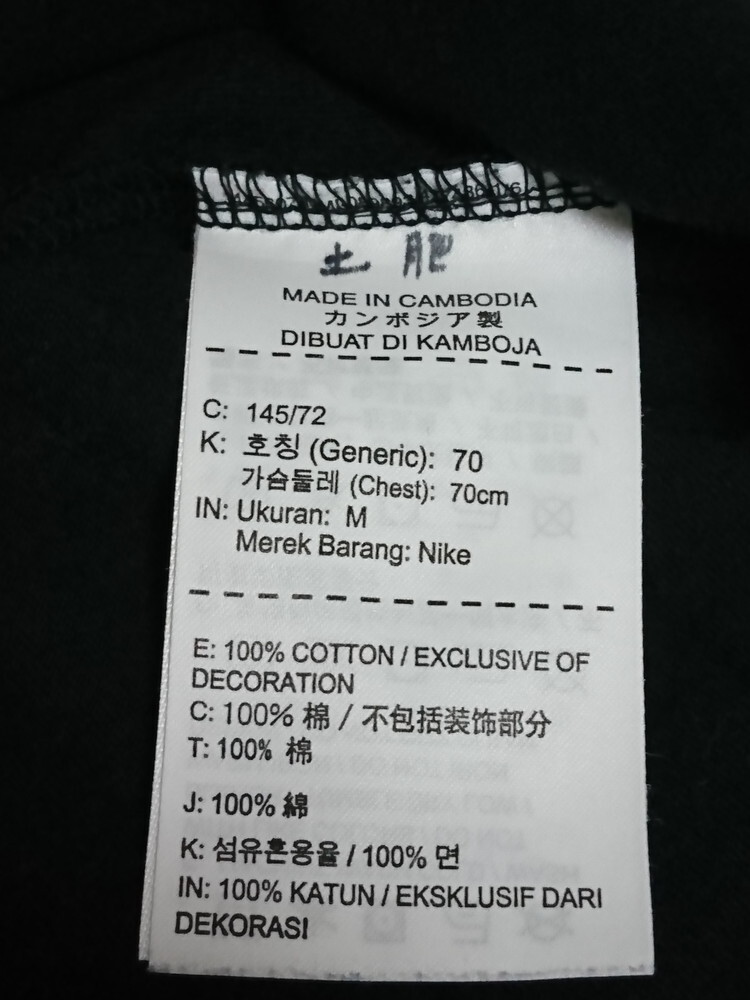 土 肥
MADE IN CAMBODIA
カンボジア製
DIBUAT DI KAMBOJA
C: 145/72
K: 호칭 (Generic): 70
가슴둘레 (Chest): 70cm
IN: Ukuran: M
Merek Barang: Nike
E: 100% COTTON / EXCLUSIVE OF
DECORATION
C: 100% 棉 / 不包括装饰部分
T: 100% 棉
J: 100% 綿
K: 섬유혼용율 / 100% 면
IN: 100% KATUN / EKSKLUSIF DARI
DEKORASI